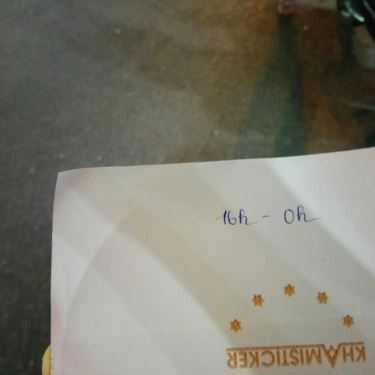 16h - 0h
KHAMISTICKER